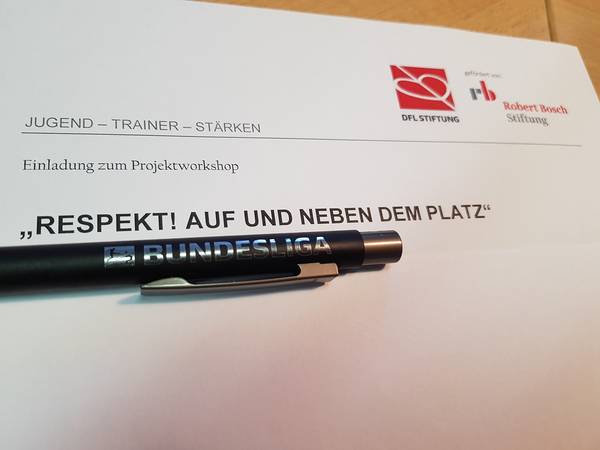 DFL STIFTUNG
gefördert von:
rb
Robert Bosch
Stiftung
JUGEND – TRAINER – STÄRKEN
Einladung zum Projektworkshop
„RESPEKT! AUF UND NEBEN DEM PLATZ“
BUNDESLIGA